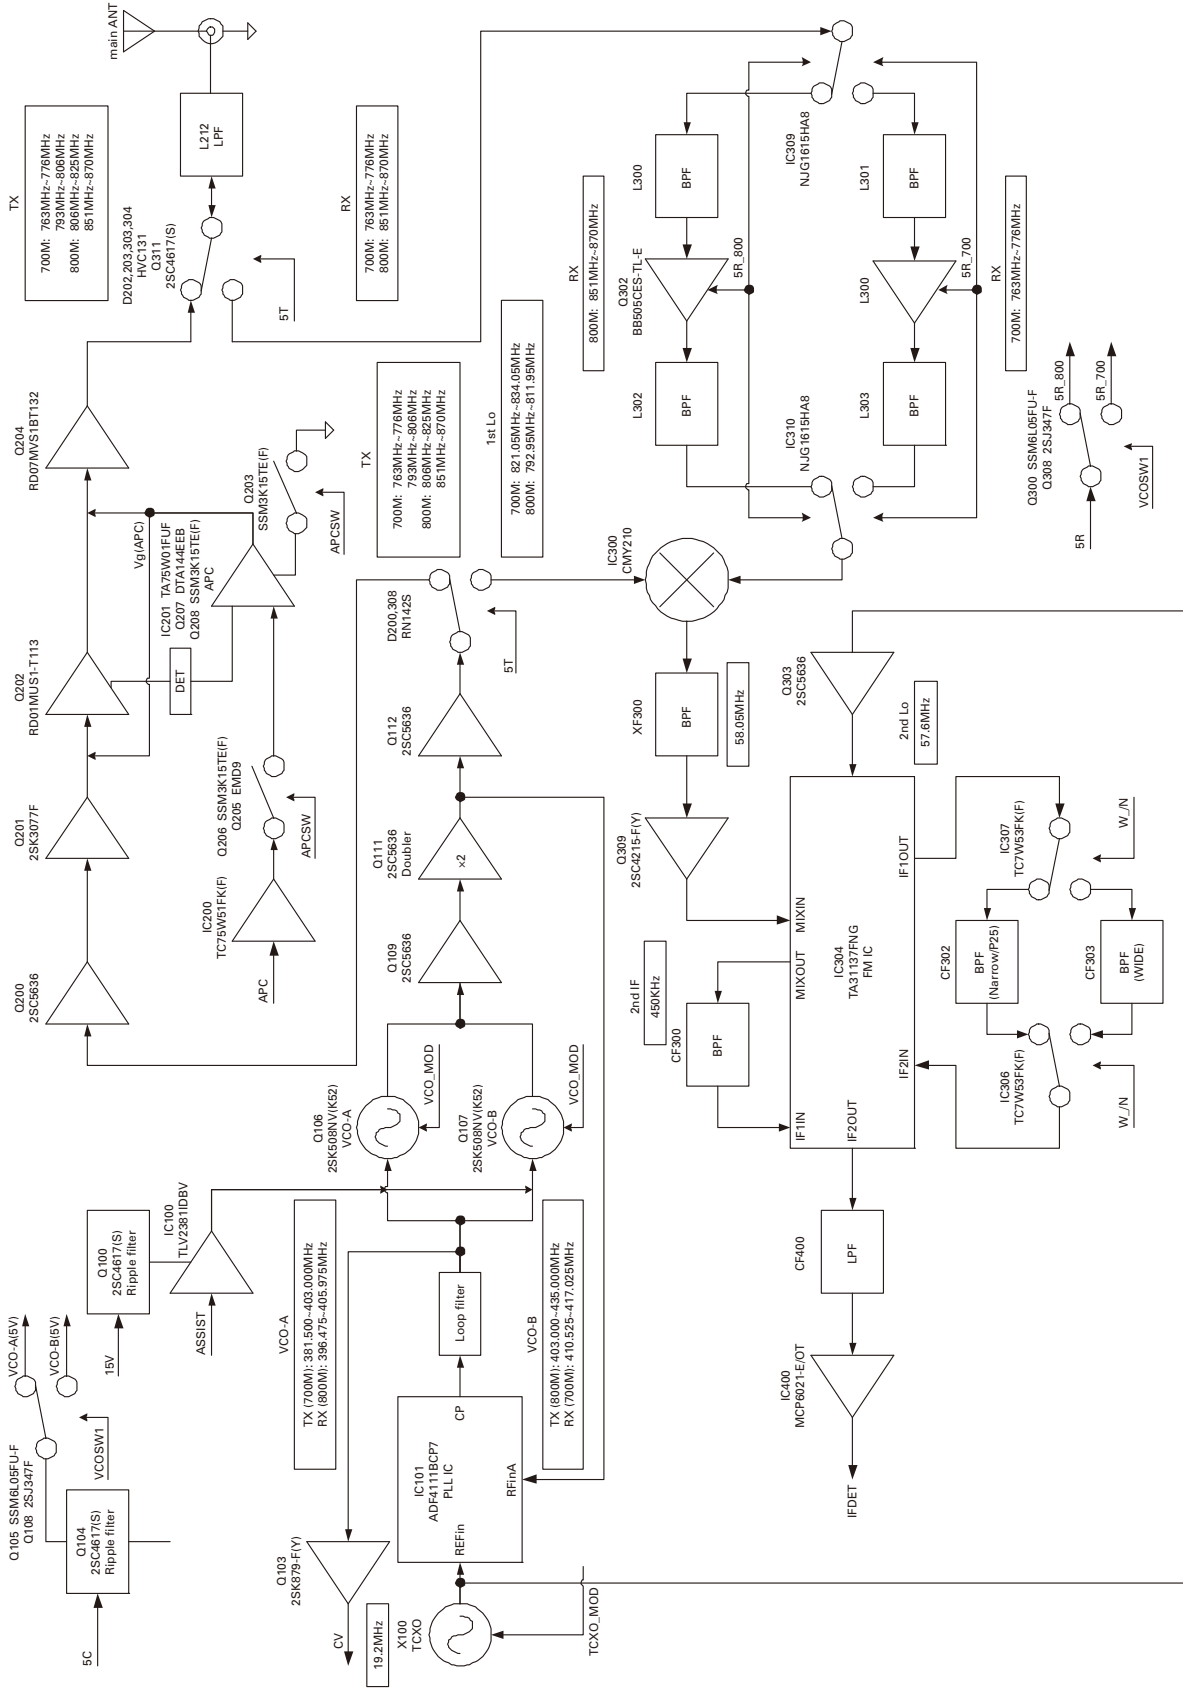 main ANT
TX
700M: 763MHz~776MHz
793MHz~806MHz
800M: 806MHz~825MHz
851MHz~870MHz
L212
LPF
D202,203,303,304
HVC131
Q311
2SC4617(S)
5T
RX
700M: 763MHz~776MHz
800M: 851MHz~870MHz
Q204
RD07MVS1BT132
Vg(APC)
Q203
SSM3K15TE(F)
APCSW
IC201 TA75W01FUF
Q207 DTA144EEB
Q208 SSM3K15TE(F)
APC
Q202
RD01MUS1-T113
DET
Q201
2SK3077F
Q206 SSM3K15TE(F)
Q205 EMD9
APCSW
IC200
TC75W51FK(F)
APC
Q200
2SC5636
TX
700M: 763MHz~776MHz
793MHz~806MHz
800M: 806MHz~825MHz
851MHz~870MHz
1st Lo
700M: 821.05MHz~834.05MHz
800M: 792.95MHz~811.95MHz
D200,308
RN142S
5T
Q112
2SC5636
Q111
2SC5636
Doubler
×2
Q109
2SC5636
Q106
2SK508NV(K52)
VCO-A
VCO_MOD
Q107
2SK508NV(K52)
VCO-B
VCO_MOD
Q100
2SC4617(S)
Ripple filter
15V
IC100
TLV2381IDBV
ASSIST
VCO-A(5V)
VCO-B(5V)
VCOSW1
Q105 SSM6L05FU-F
Q108 2SJ347F
Q104
2SC4617(S)
Ripple filter
5C
VCO-A
TX (700M): 381.500~403.000MHz
RX (800M): 396.475~405.975MHz
Loop filter
VCO-B
TX (800M): 403.000~435.000MHz
RX (700M): 410.525~417.025MHz
CP
IC101
ADF4111BCP7
PLL IC
RFinA
REFin
Q103
2SK879-F(Y)
CV
19.2MHz
X100
TCXO
TCXO_MOD
IC309
NJG1615HA8
L300
BPF
L301
BPF
RX
800M: 851MHz~870MHz
Q302
BB505CES-TL-E
5R_800
L300
5R_700
RX
700M: 763MHz~776MHz
L302
BPF
L303
BPF
IC310
NJG1615HA8
5R_800
5R_700
Q300 SSM6L05FU-F
Q308 2SJ347F
5R
VCOSW1
IC300
CMY210
XF300
BPF
58.05MHz
Q303
2SC5636
2nd Lo
57.6MHz
Q309
2SC4215-F(Y)
MIXIN
MIXOUT
IC304
TA31137FNG
FM IC
IF1OUT
IF2IN
IF1IN
IF2OUT
2nd IF
450KHz
CF300
BPF
IC307
TC7W53FK(F)
W_/N
CF302
BPF
(Narrow/P25)
CF303
BPF
(WIDE)
IC306
TC7W53FK(F)
W_/N
CF400
LPF
IC400
MCP6021-E/OT
IFDET